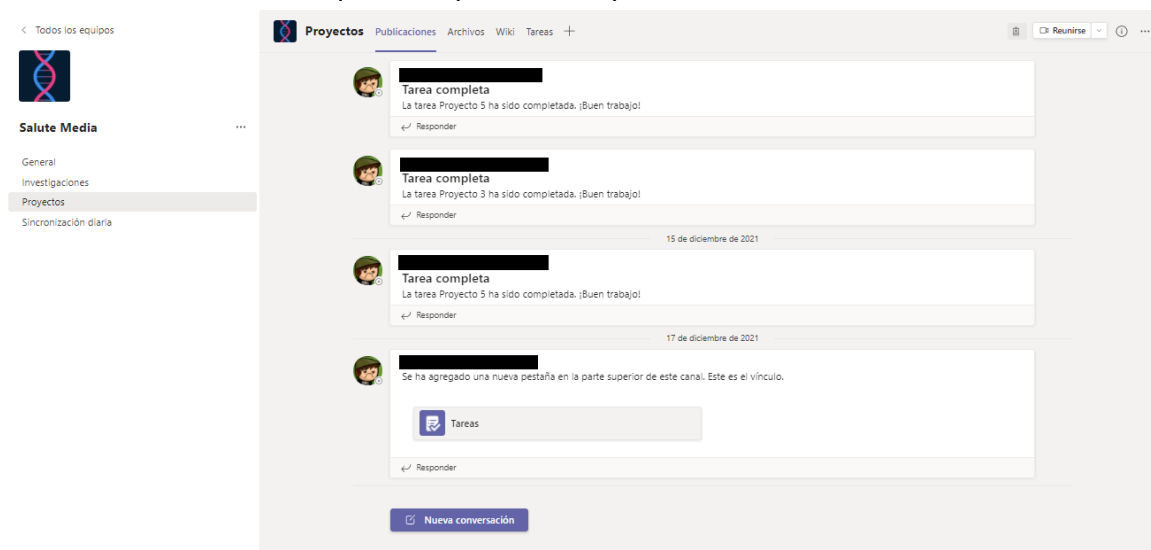 Todos los equipos
Salute Media
General
Investigaciones
Proyectos
Sincronización diaria
Proyectos Publicaciones Archivos Wiki Tareas
Reunirse
Tarea completa
La tarea Proyecto 5 ha sido completada. ¡Buen trabajo!
Responder
Tarea completa
La tarea Proyecto 3 ha sido completada. ¡Buen trabajo!
Responder
15 de diciembre de 2021
Tarea completa
La tarea Proyecto 5 ha sido completada. ¡Buen trabajo!
Responder
17 de diciembre de 2021
Se ha agregado una nueva pestaña en la parte superior de este canal. Este es el vínculo.
Tareas
Responder
Nueva conversación